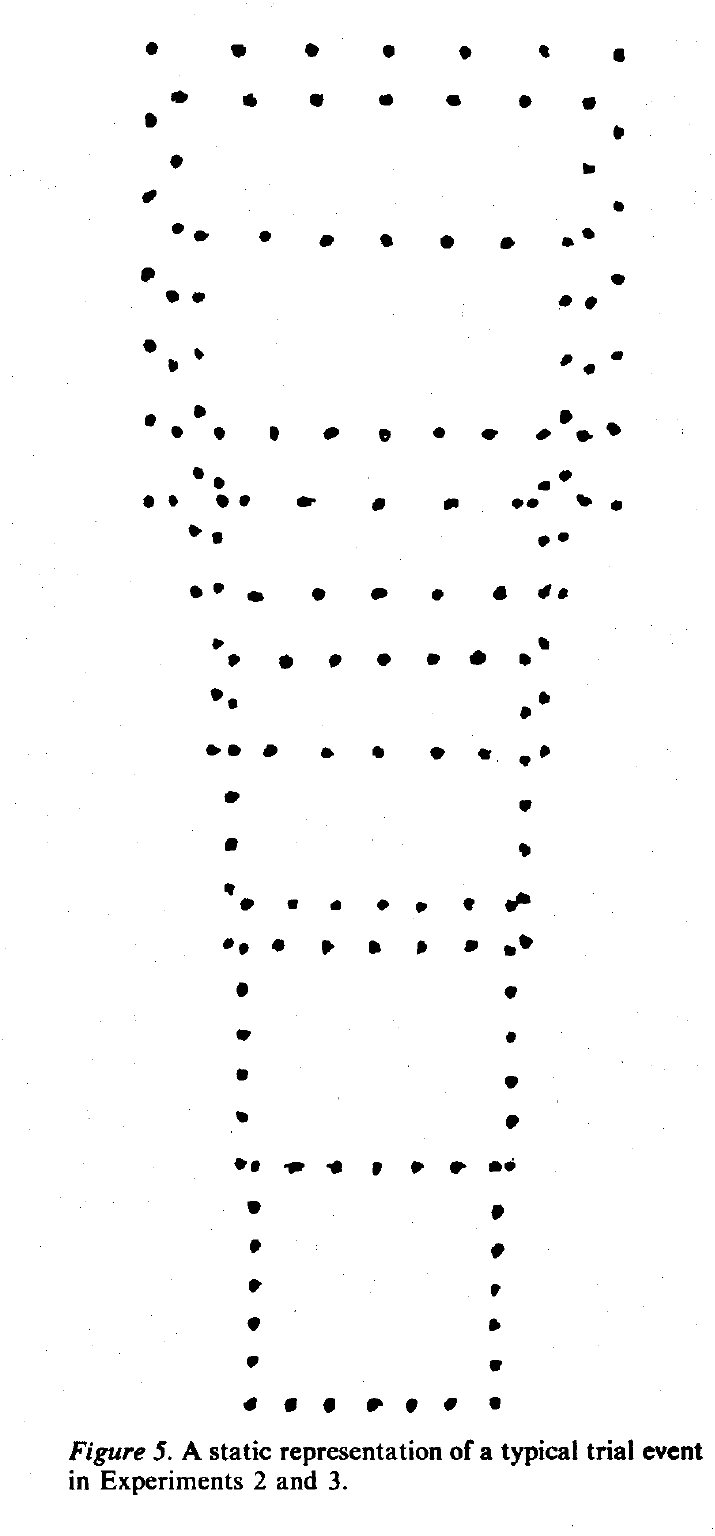 Figure 5. A static representation of a typical trial event
in Experiments 2 and 3.